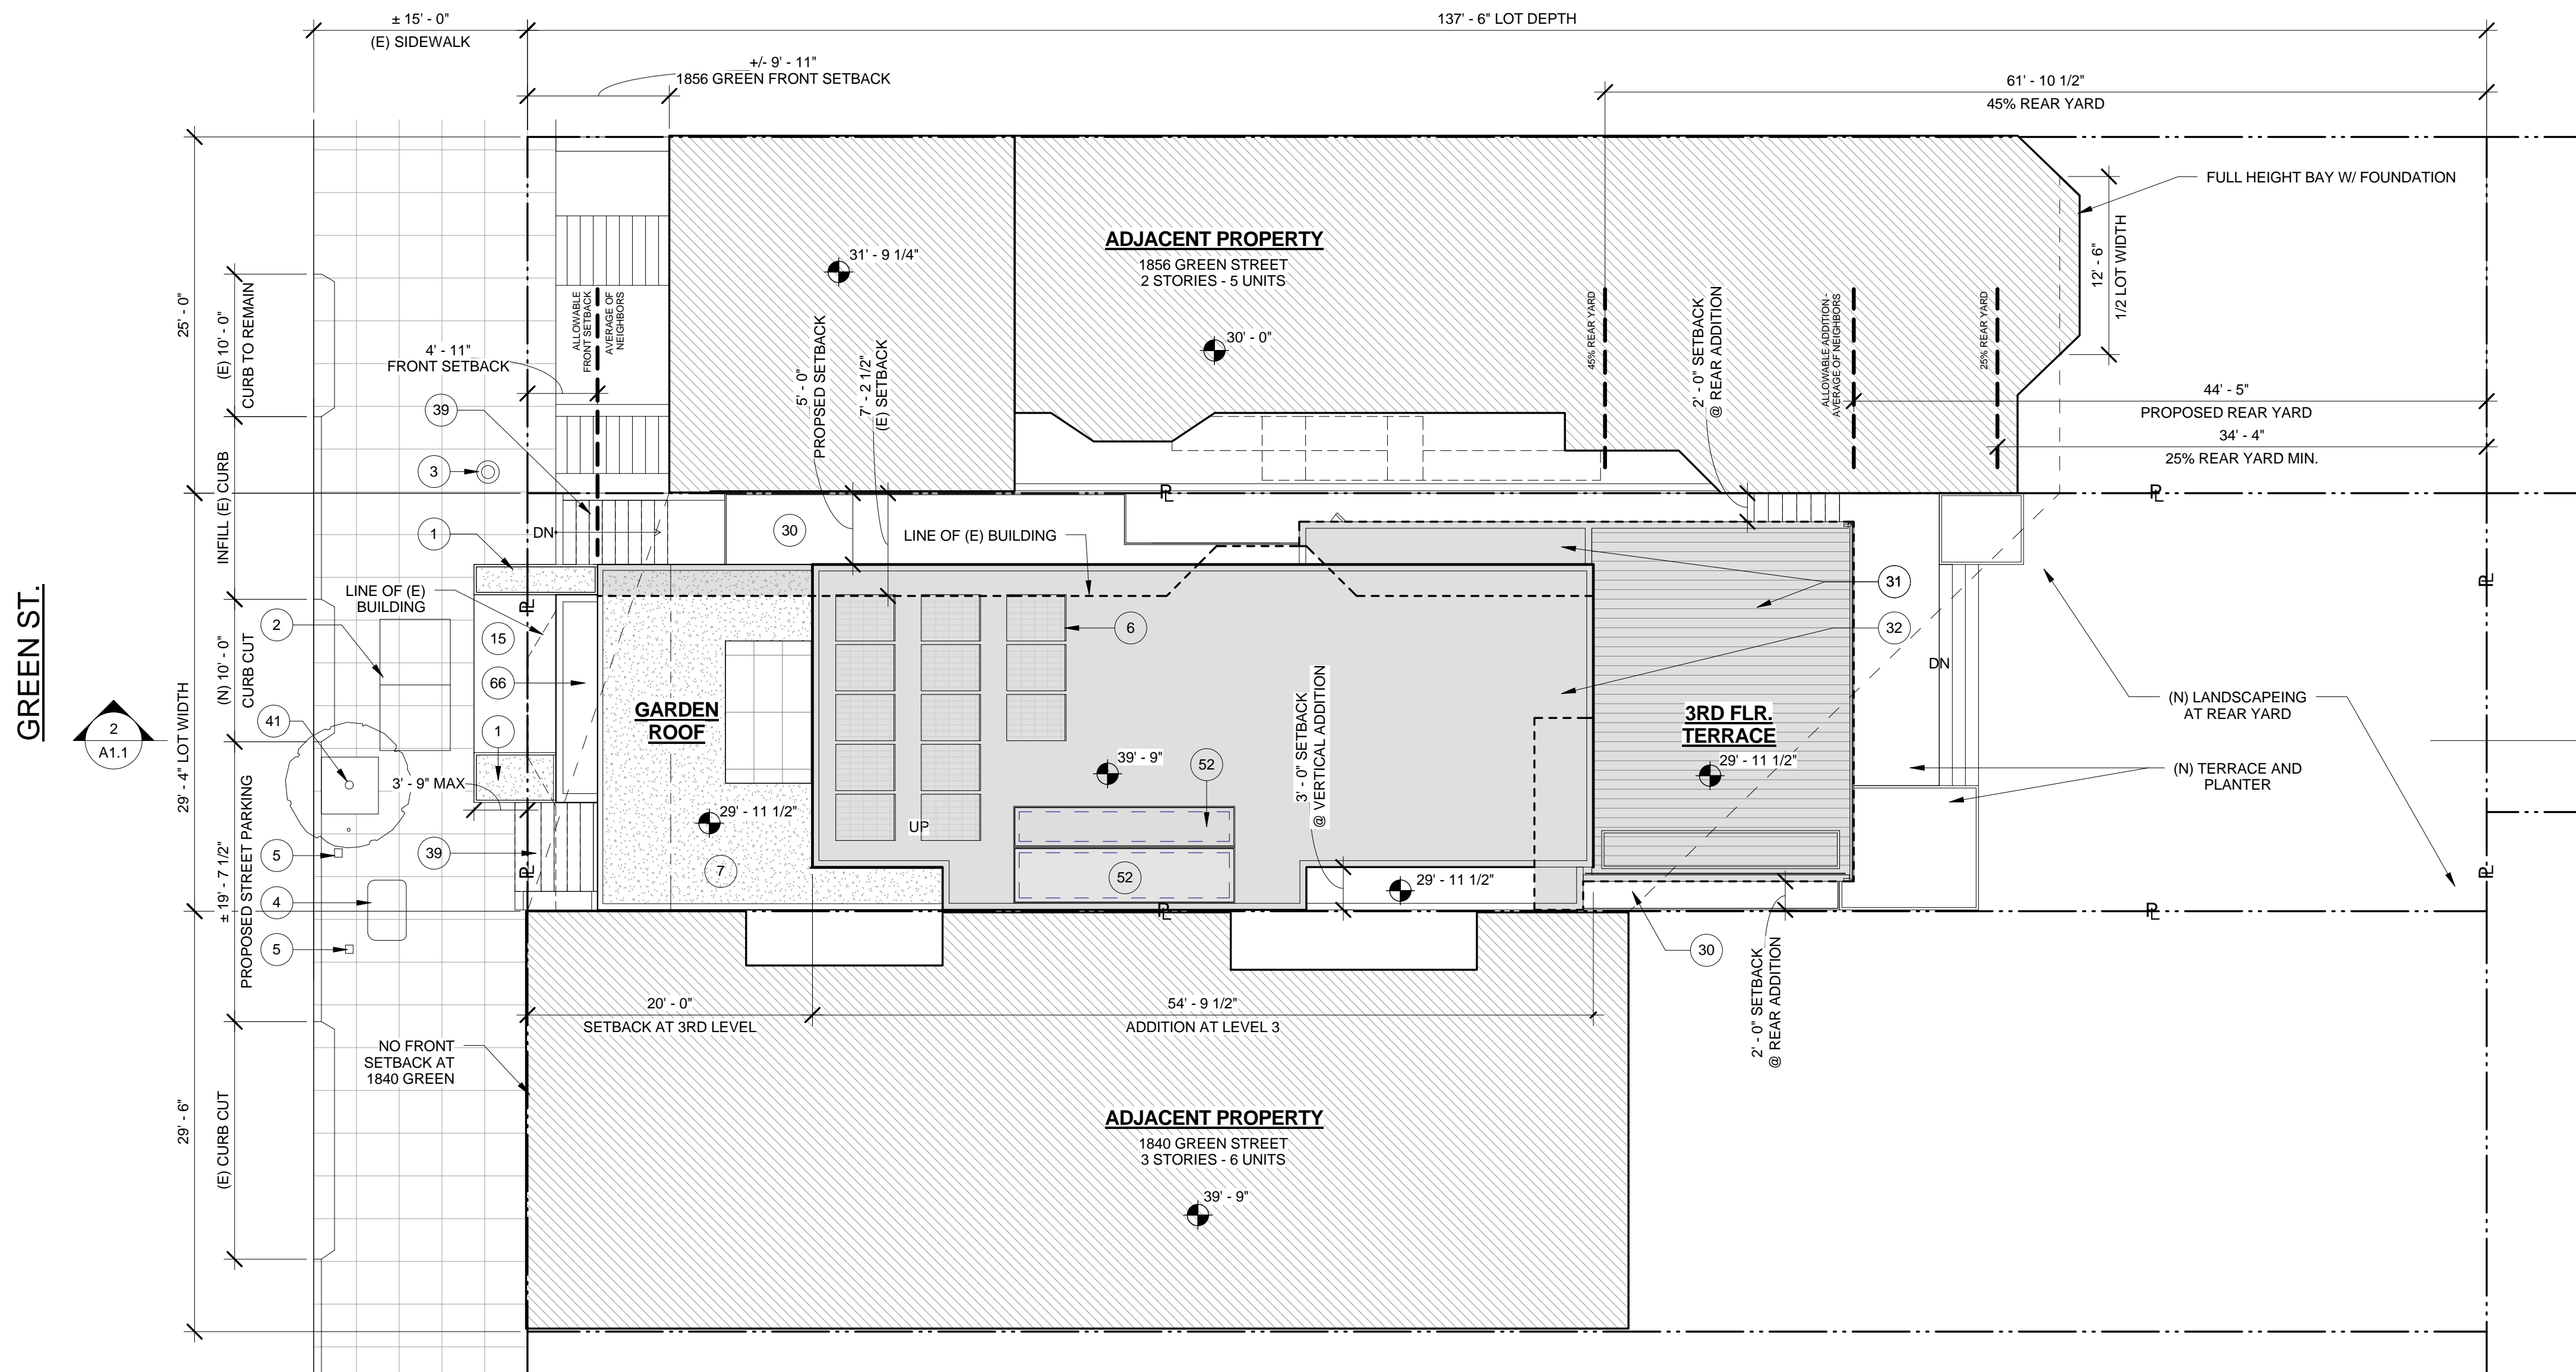 ± 15' - 0"
(E) SIDEWALK
137' - 6" LOT DEPTH
+/- 9' - 11"
1856 GREEN FRONT SETBACK
61' - 10 1/2"
45% REAR YARD
FULL HEIGHT BAY W/ FOUNDATION
12' - 6"
1/2 LOT WIDTH
ADJACENT PROPERTY
1856 GREEN STREET
2 STORIES - 5 UNITS
31' - 9 1/4"
30' - 0"
25' - 0"
(E) 10' - 0"
CURB TO REMAIN
ALLOWABLE
FRONT SETBACK
AVERAGE OF
NEIGHBORS
4' - 11"
FRONT SETBACK
5' - 0"
PROPSED SETBACK
7' - 2 1/2"
(E) SETBACK
45% REAR YARD
2' - 0" SETBACK
@ REAR ADDITION
ALLOWABLE ADDITION -
AVERAGE OF NEIGHBORS
25% REAR YARD
44' - 5"
PROPOSED REAR YARD
34' - 4"
25% REAR YARD MIN.
39
3
1
INFILL (E) CURB
DN
30
LINE OF (E) BUILDING
PL
PL
LINE OF (E)
BUILDING
PL
31
32
PL
GREEN ST.
2
A1.1
2
41
15
66
1
6
(N) 10' - 0"
CURB CUT
29' - 4" LOT WIDTH
GARDEN
ROOF
3RD FLR.
TERRACE
29' - 11 1/2"
DN
(N) LANDSCAPEING
AT REAR YARD
(N) TERRACE AND
PLANTER
3' - 9" MAX
39' - 9"
52
3' - 0" SETBACK
@ VERTICAL ADDITION
29' - 11 1/2"
UP
7
52
29' - 11 1/2"
5
39
4
5
PL
PL
PL
PL
± 19' - 7 1/2"
PROPOSED STREET PARKING
30
2' - 0" SETBACK
@ REAR ADDITION
20' - 0"
SETBACK AT 3RD LEVEL
54' - 9 1/2"
ADDITION AT LEVEL 3
NO FRONT
SETBACK AT
1840 GREEN
29' - 6"
(E) CURB CUT
ADJACENT PROPERTY
1840 GREEN STREET
3 STORIES - 6 UNITS
39' - 9"